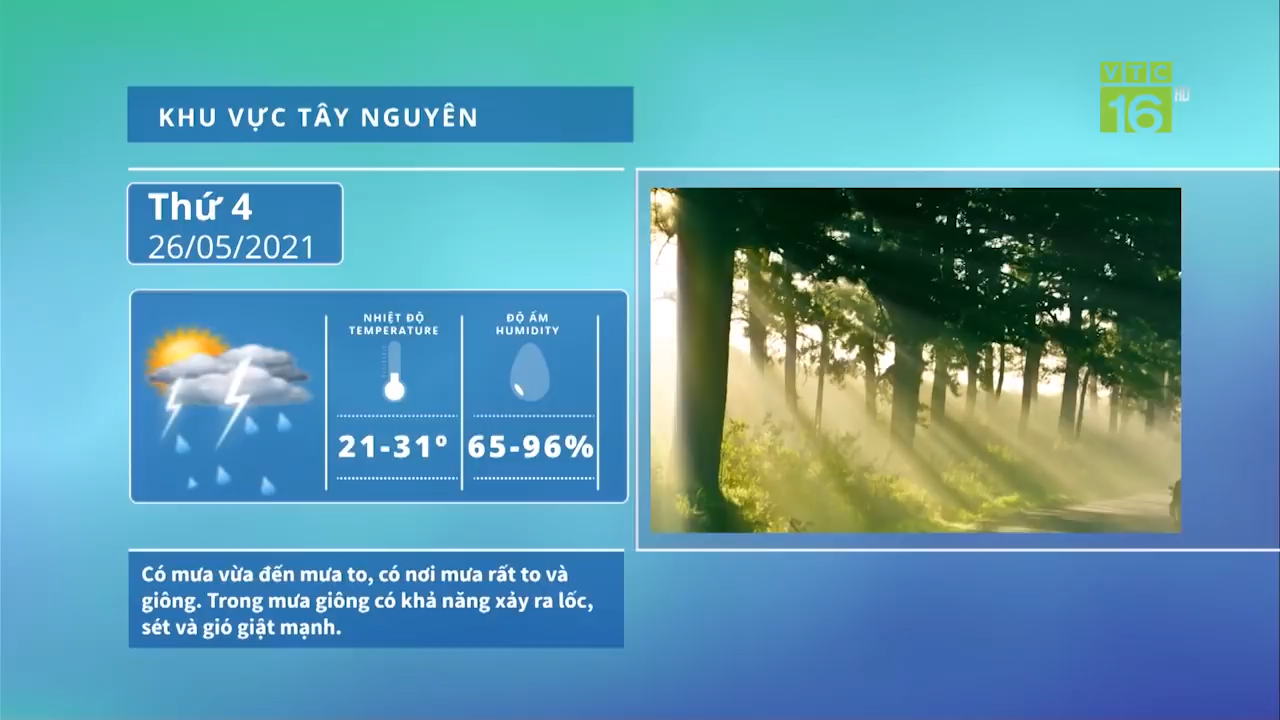 KHU VỰC TÂY NGUYÊN
VTC
16 HD
Thứ 4
26/05/2021
NHIỆT ĐỘ
TEMPERATURE
21-31º
ĐỘ ẨM
HUMIDITY
65-96%
Có mưa vừa đến mưa to, có nơi mưa rất to và
giông. Trong mưa giông có khả năng xảy ra lốc,
sét và gió giật mạnh.